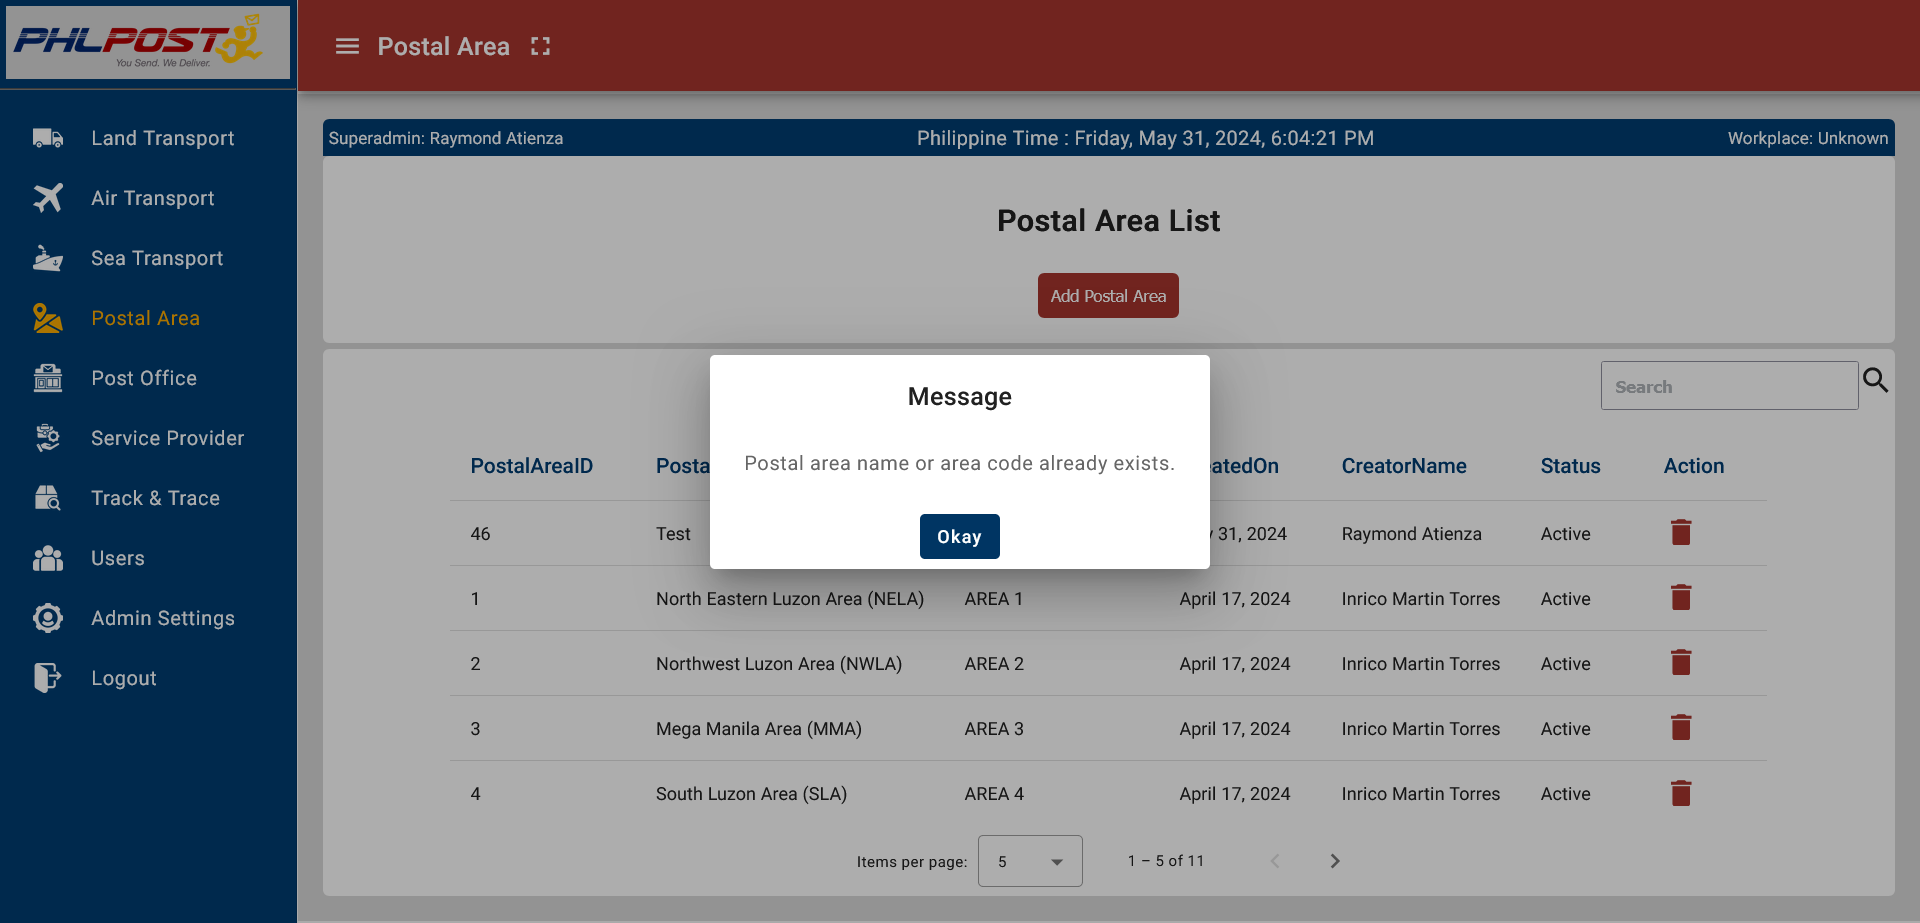 PHLPOST
You Send. We Deliver.
Postal Area
Land Transport
Air Transport
Sea Transport
Postal Area
Post Office
Service Provider
Track & Trace
Users
Admin Settings
Logout
Superadmin: Raymond Atienza Philippine Time : Friday, May 31, 2024, 6:04:21 PM Workplace: Unknown
Postal Area List
Add Postal Area
Search
Message
Postal area name or area code already exists.
Okay
PostalAreaID Posta eatedOn CreatorName Status Action
46 Test 31, 2024 Raymond Atienza Active
1 North Eastern Luzon Area (NELA) AREA 1 April 17, 2024 Inrico Martin Torres Active
2 Northwest Luzon Area (NWLA) AREA 2 April 17, 2024 Inrico Martin Torres Active
3 Mega Manila Area (MMA) AREA 3 April 17, 2024 Inrico Martin Torres Active
4 South Luzon Area (SLA) AREA 4 April 17, 2024 Inrico Martin Torres Active
Items per page: 5 1 – 5 of 11